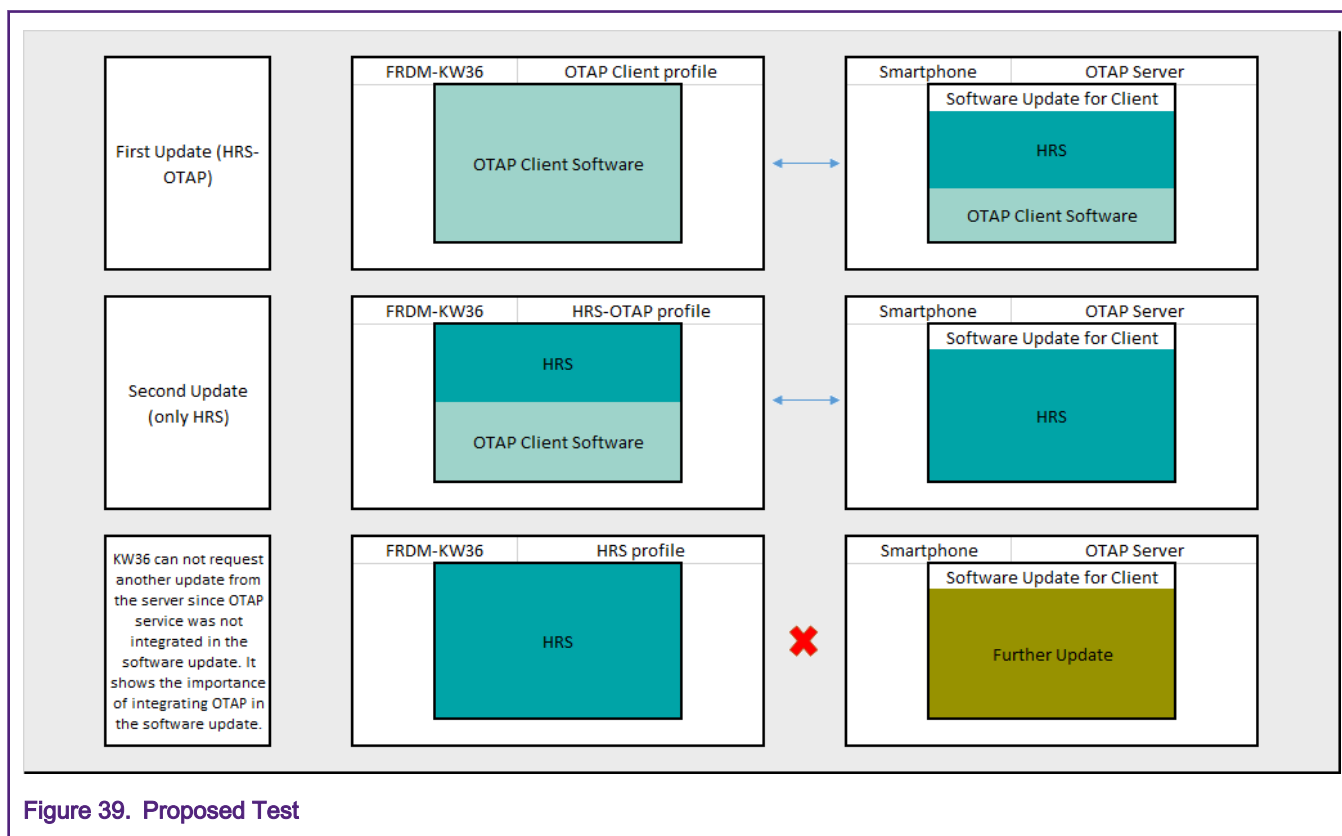 First Update (HRS-
OTAP)
FRDM-KW36
OTAP Client profile
OTAP Client Software
Smartphone
OTAP Server
Software Update for Client
HRS
OTAP Client Software
Second Update
(only HRS)
FRDM-KW36
HRS-OTAP profile
HRS
OTAP Client Software
Smartphone
OTAP Server
Software Update for Client
HRS
KW36 can not request
another update from
the server since OTAP
service was not
integrated in the
software update. It
shows the importance
of integrating OTAP in
the software update.
FRDM-KW36
HRS profile
HRS
Smartphone
OTAP Server
Software Update for Client
Further Update
Figure 39. Proposed Test